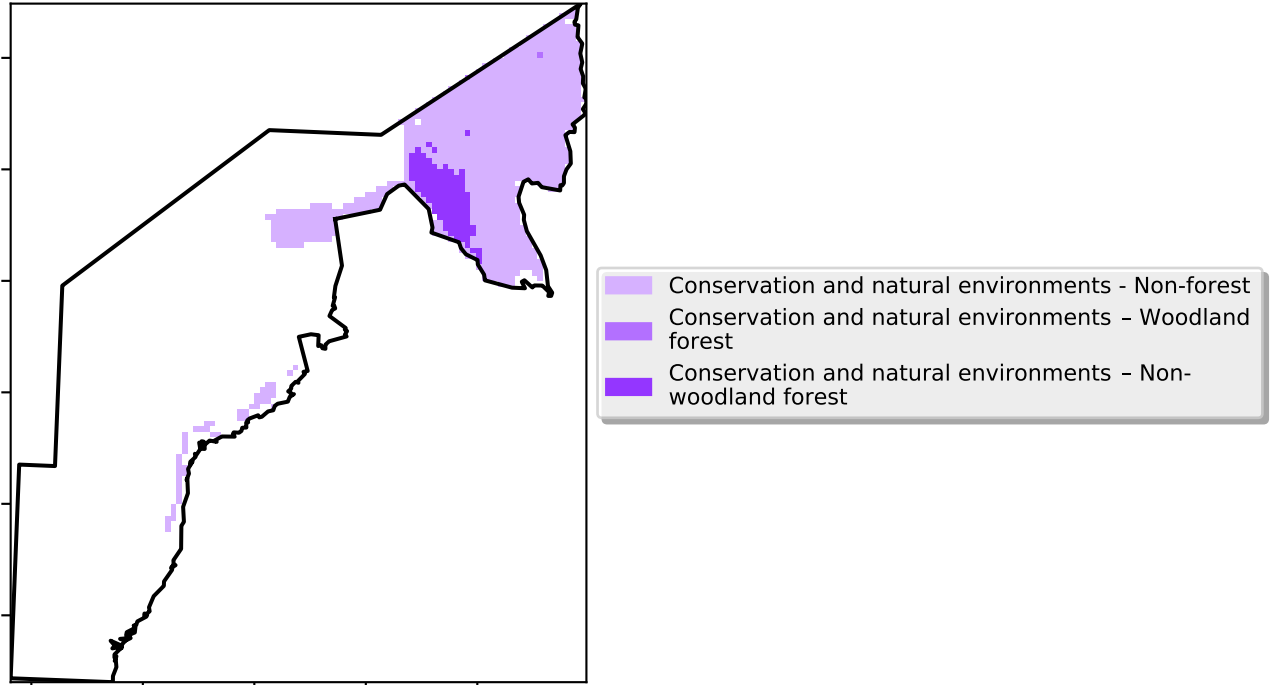 Conservation and natural environments - Non-forest
Conservation and natural environments – Woodland
forest
Conservation and natural environments – Non-
woodland forest